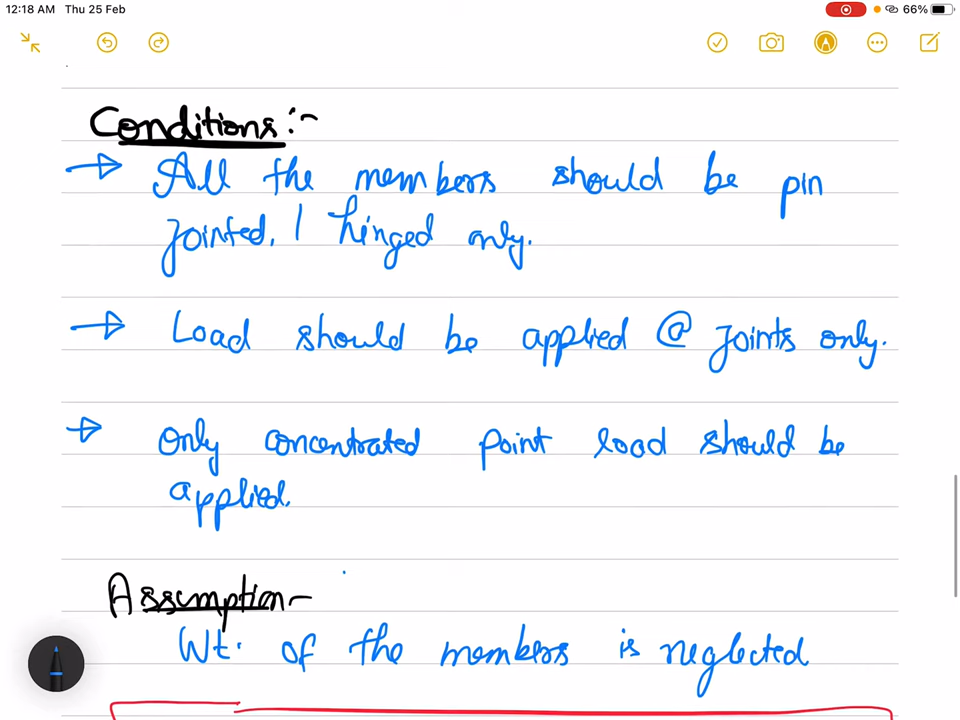 12:18 AM Thu 25 Feb 66%
Conditions:-
→ All the members should be pin
jointed. / hinged only.
→ Load should be applied @ joints only.
→ Only concentrated point load should be
applied.
Assumption-
Wt. of the members is neglected